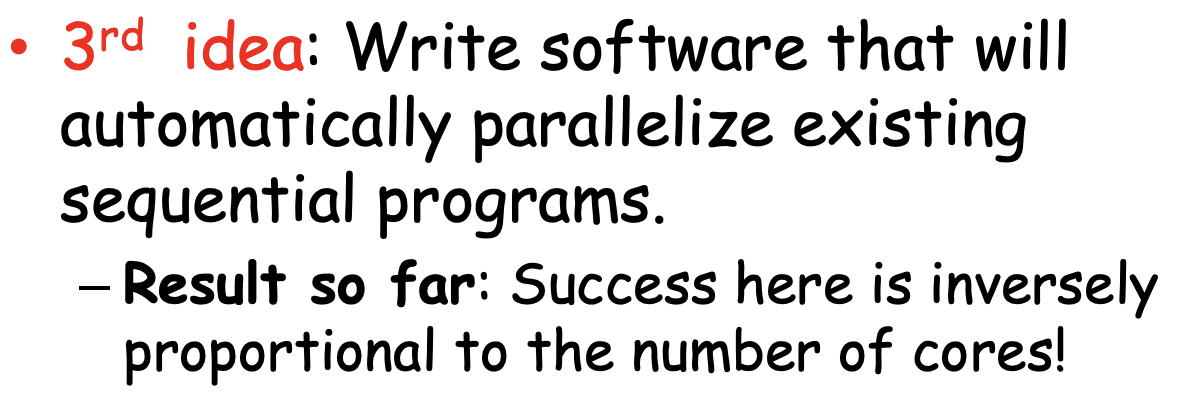 • 3rd idea: Write software that will
automatically parallelize existing
sequential programs.
– Result so far: Success here is inversely
proportional to the number of cores!